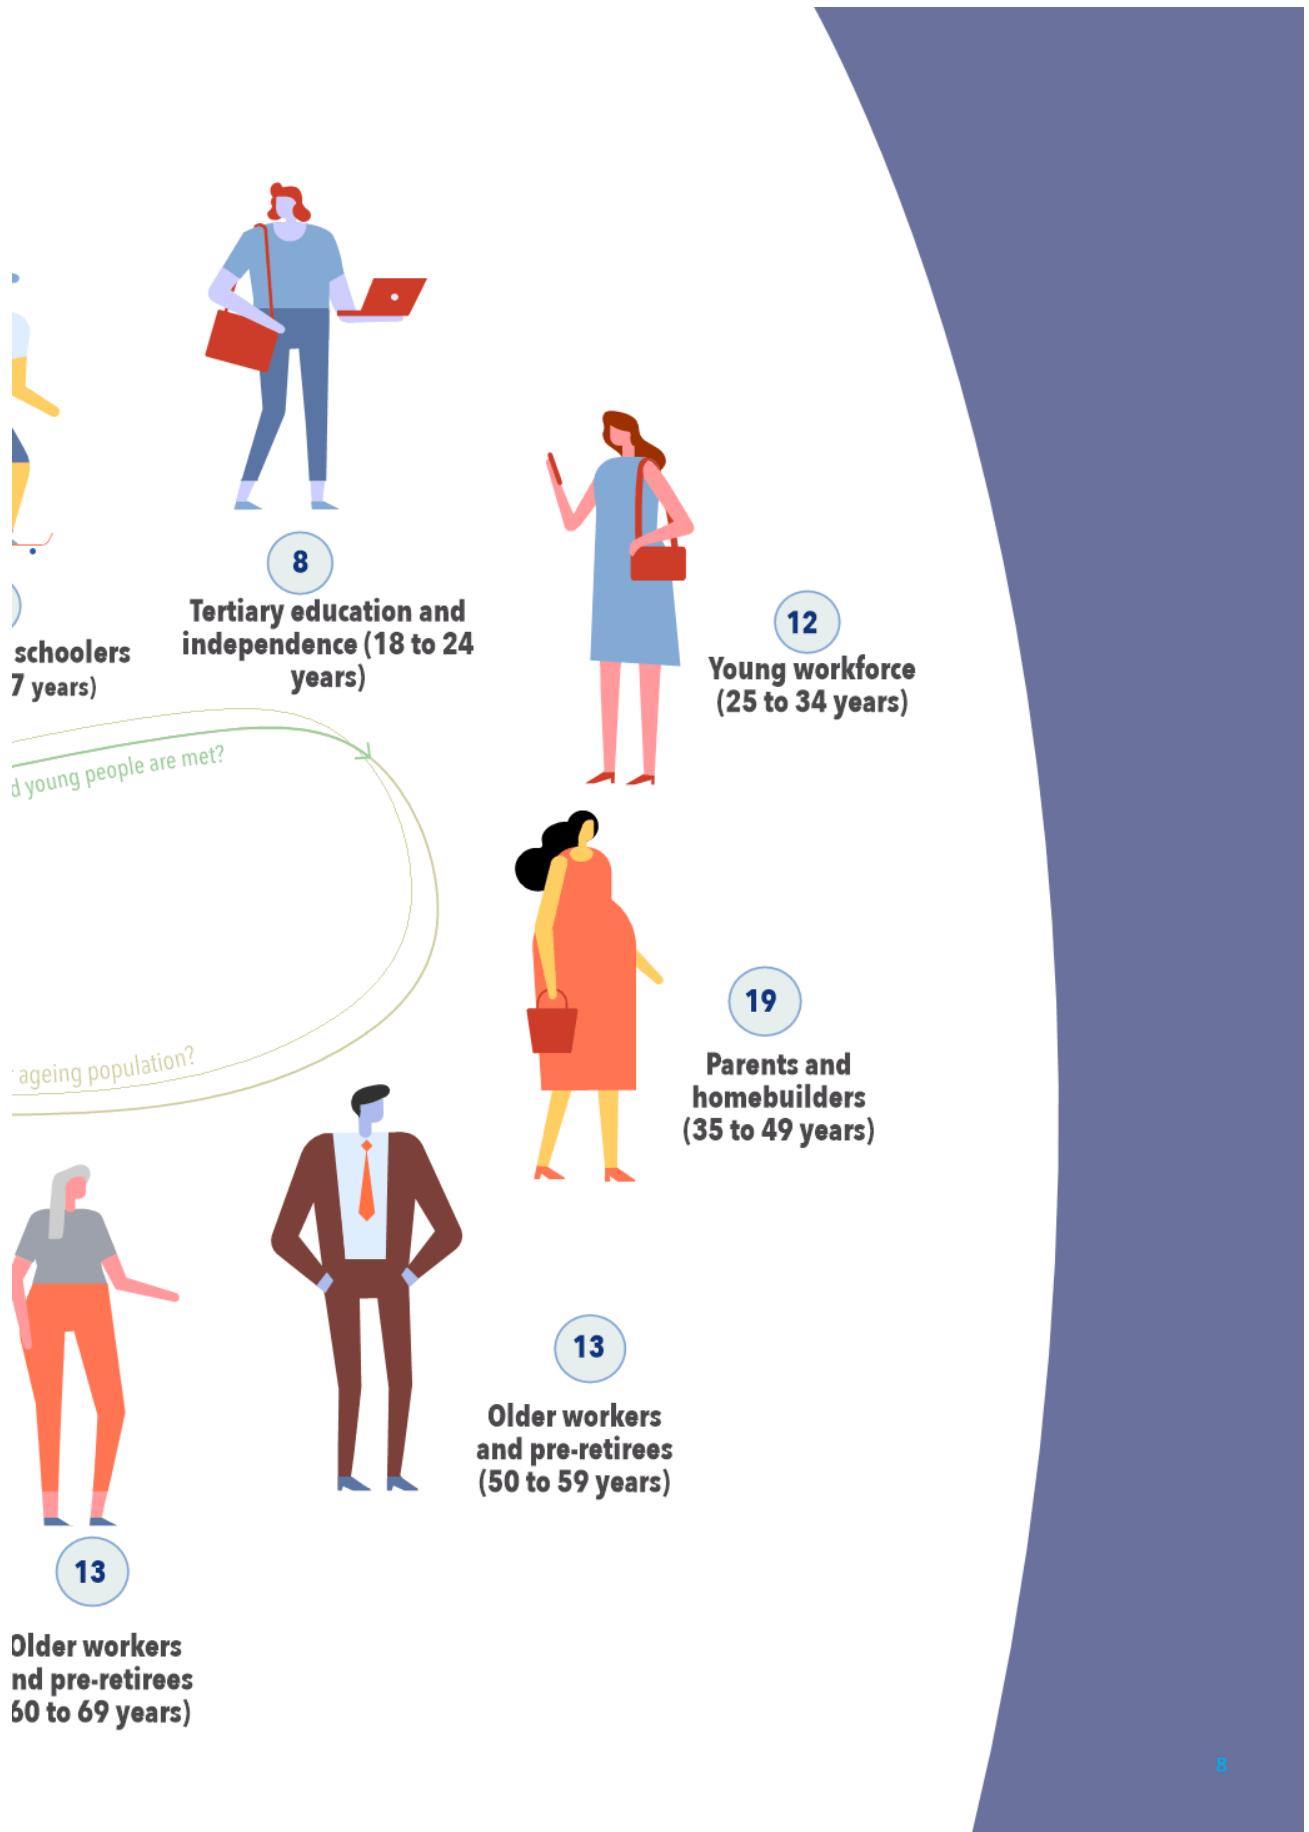 8
Tertiary education and
independence (18 to 24
years)
schoolers
7 years)
12
Young workforce
(25 to 34 years)
young people are met?
19
Parents and
homebuilders
(35 to 49 years)
ageing population?
13
Older workers
and pre-retirees
(50 to 59 years)
13
Older workers
nd pre-retirees
60 to 69 years)
8